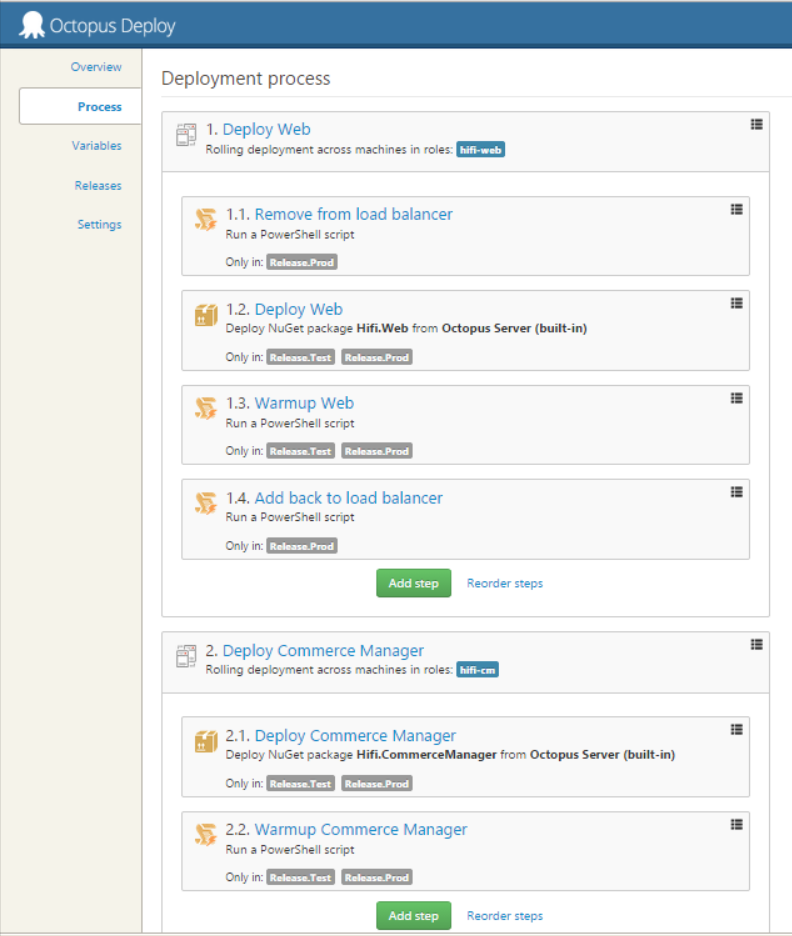 Octopus Deploy
Overview
Process
Variables
Releases
Settings
Deployment process
1. Deploy Web
Rolling deployment across machines in roles: hifi-web
1.1. Remove from load balancer
Run a PowerShell script
Only in: Release.Prod
1.2. Deploy Web
Deploy NuGet package Hifi.Web from Octopus Server (built-in)
Only in: Release.Test Release.Prod
1.3. Warmup Web
Run a PowerShell script
Only in: Release.Test Release.Prod
1.4. Add back to load balancer
Run a PowerShell script
Only in: Release.Prod
Add step Reorder steps
2. Deploy Commerce Manager
Rolling deployment across machines in roles: hifi-cm
2.1. Deploy Commerce Manager
Deploy NuGet package Hifi.CommerceManager from Octopus Server (built-in)
Only in: Release.Test Release.Prod
2.2. Warmup Commerce Manager
Run a PowerShell script
Only in: Release.Test Release.Prod
Add step Reorder steps